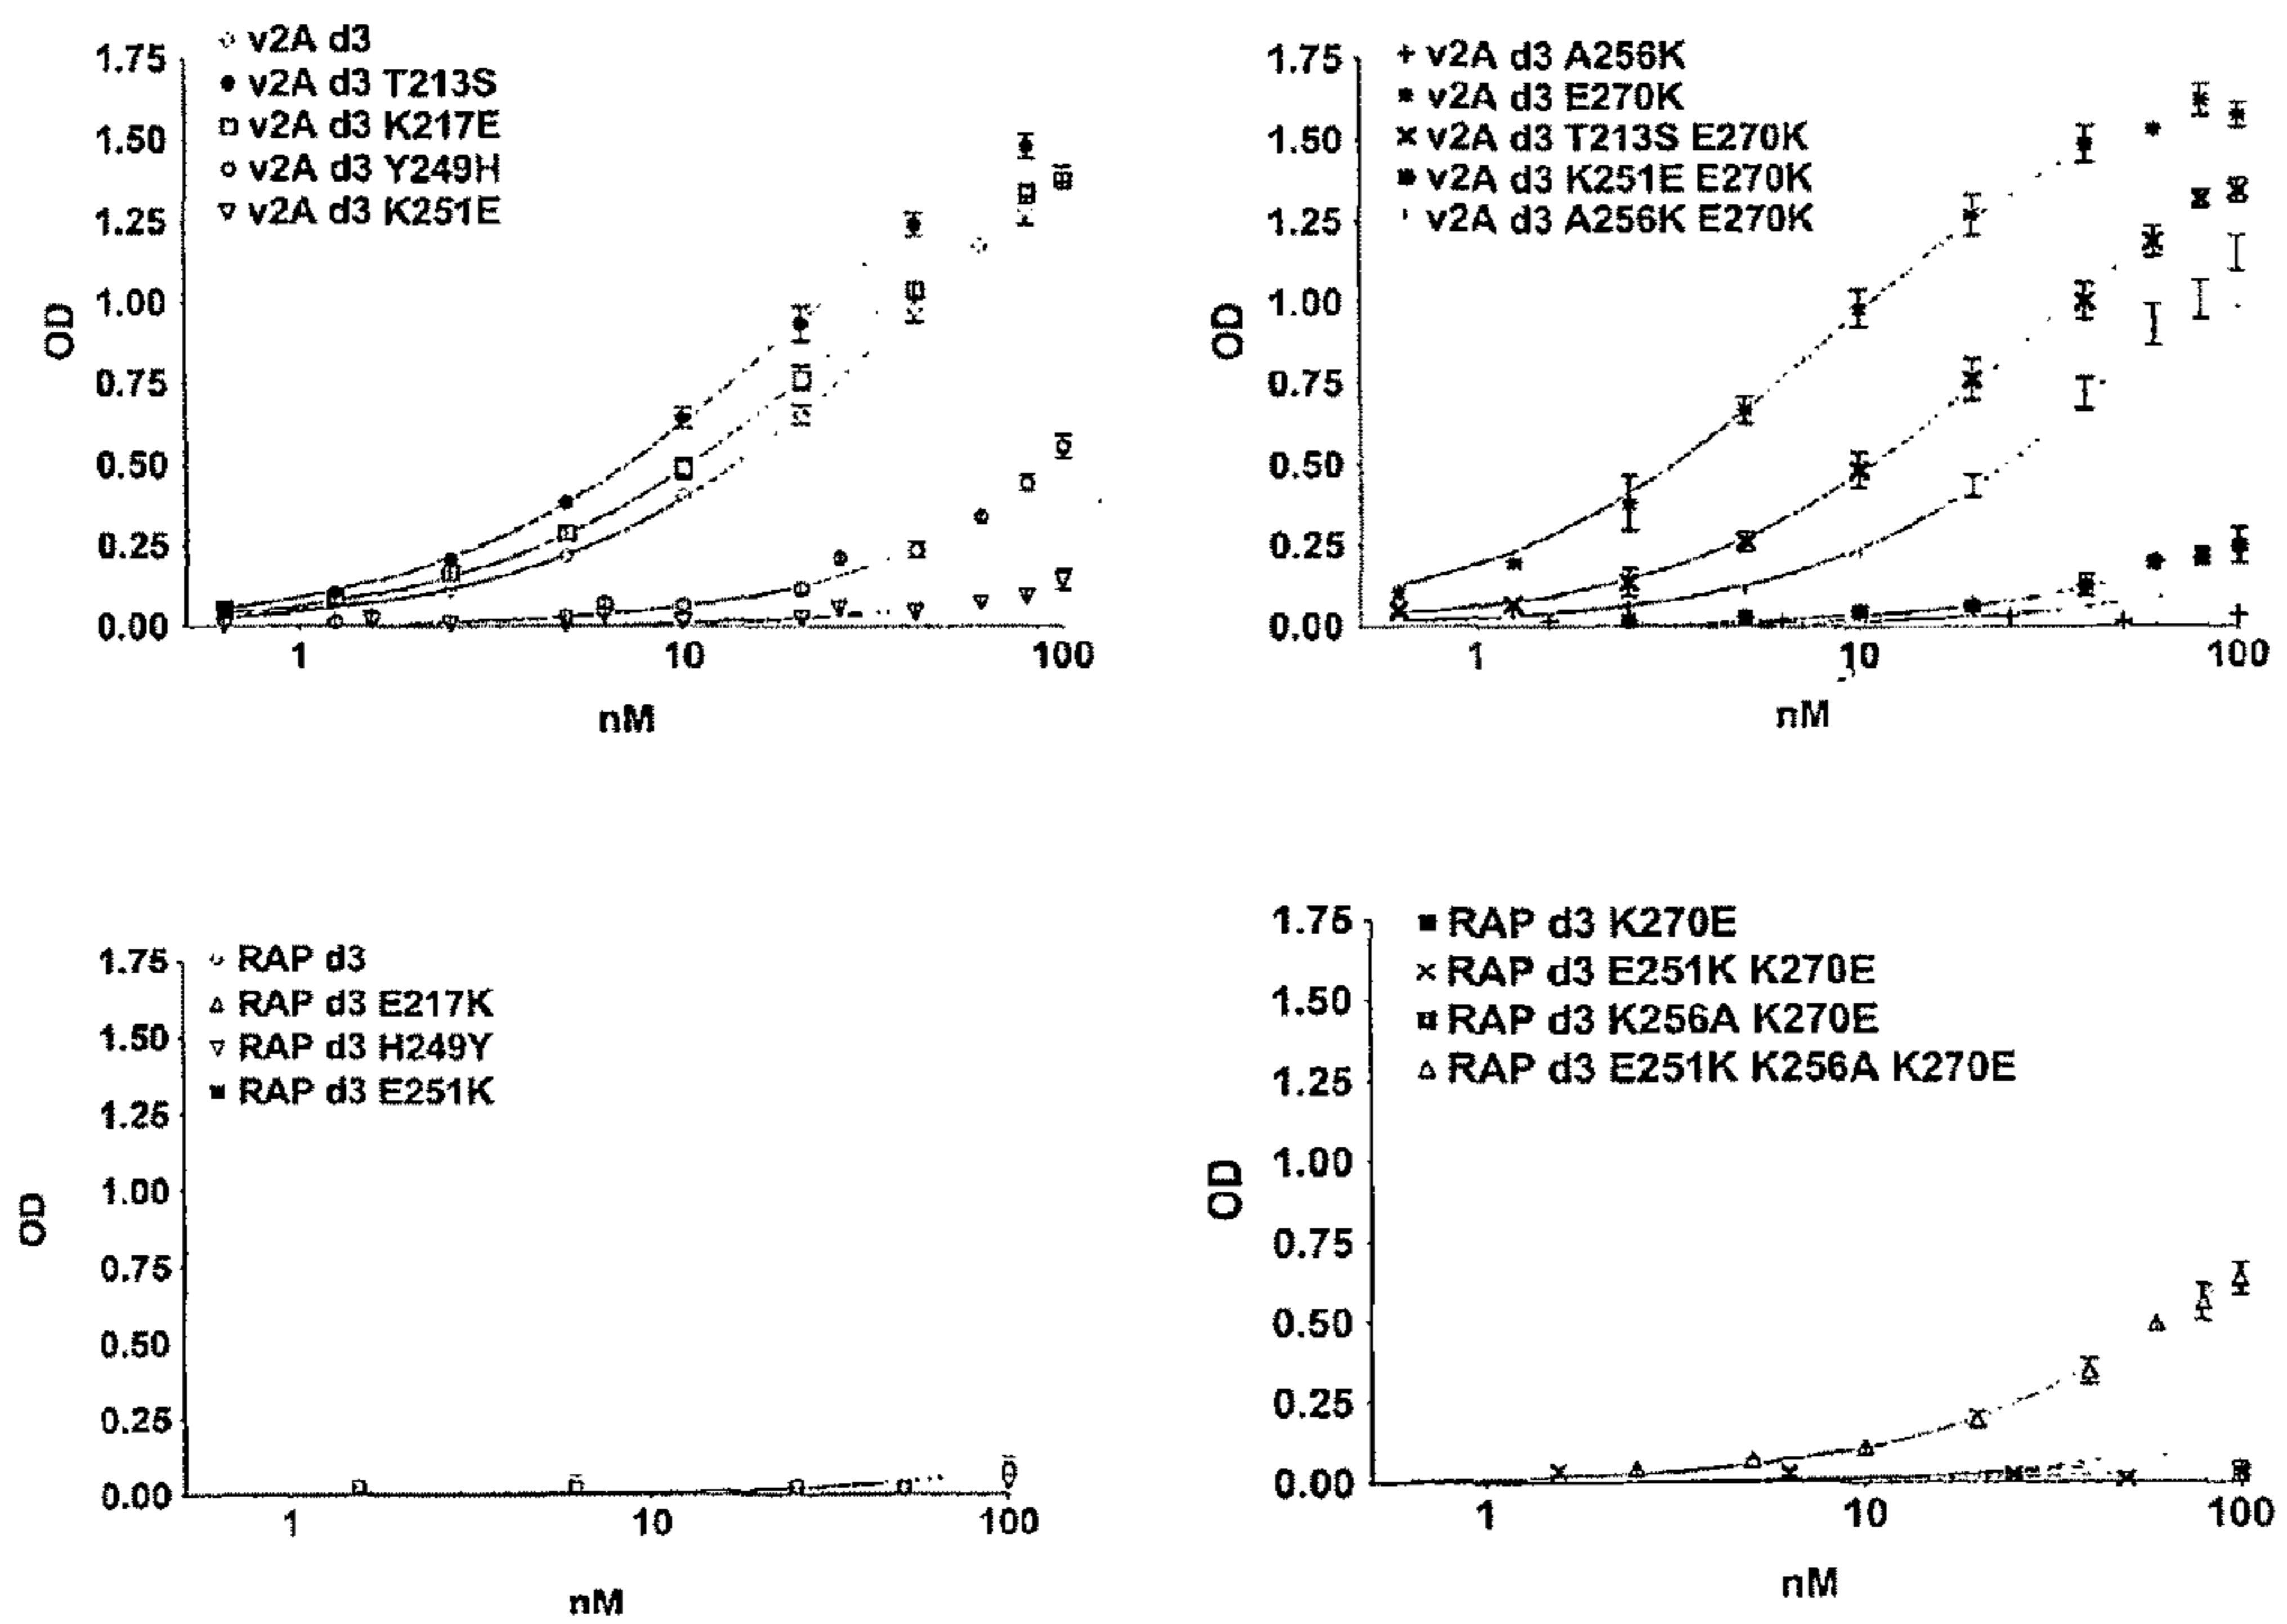 v2A d3
v2A d3 T213S
v2A d3 K217E
v2A d3 Y249H
v2A d3 K251E
1.75
1.50
1.25
1.00
0.75
0.50
0.25
0.00
OD
1
10
100
nM
v2A d3 A256K
v2A d3 E270K
v2A d3 T213S E270K
v2A d3 K251E E270K
v2A d3 A256K E270K
1.75
1.50
1.25
1.00
0.75
0.50
0.25
0.00
OD
1
10
100
nM
RAP d3
RAP d3 E217K
RAP d3 H249Y
RAP d3 E251K
1.75
1.50
1.25
1.00
0.75
0.50
0.25
0.00
OD
1
10
100
nM
RAP d3 K270E
RAP d3 E251K K270E
RAP d3 K256A K270E
RAP d3 E251K K256A K270E
1.75
1.50
1.25
1.00
0.75
0.50
0.25
0.00
OD
1
10
100
nM